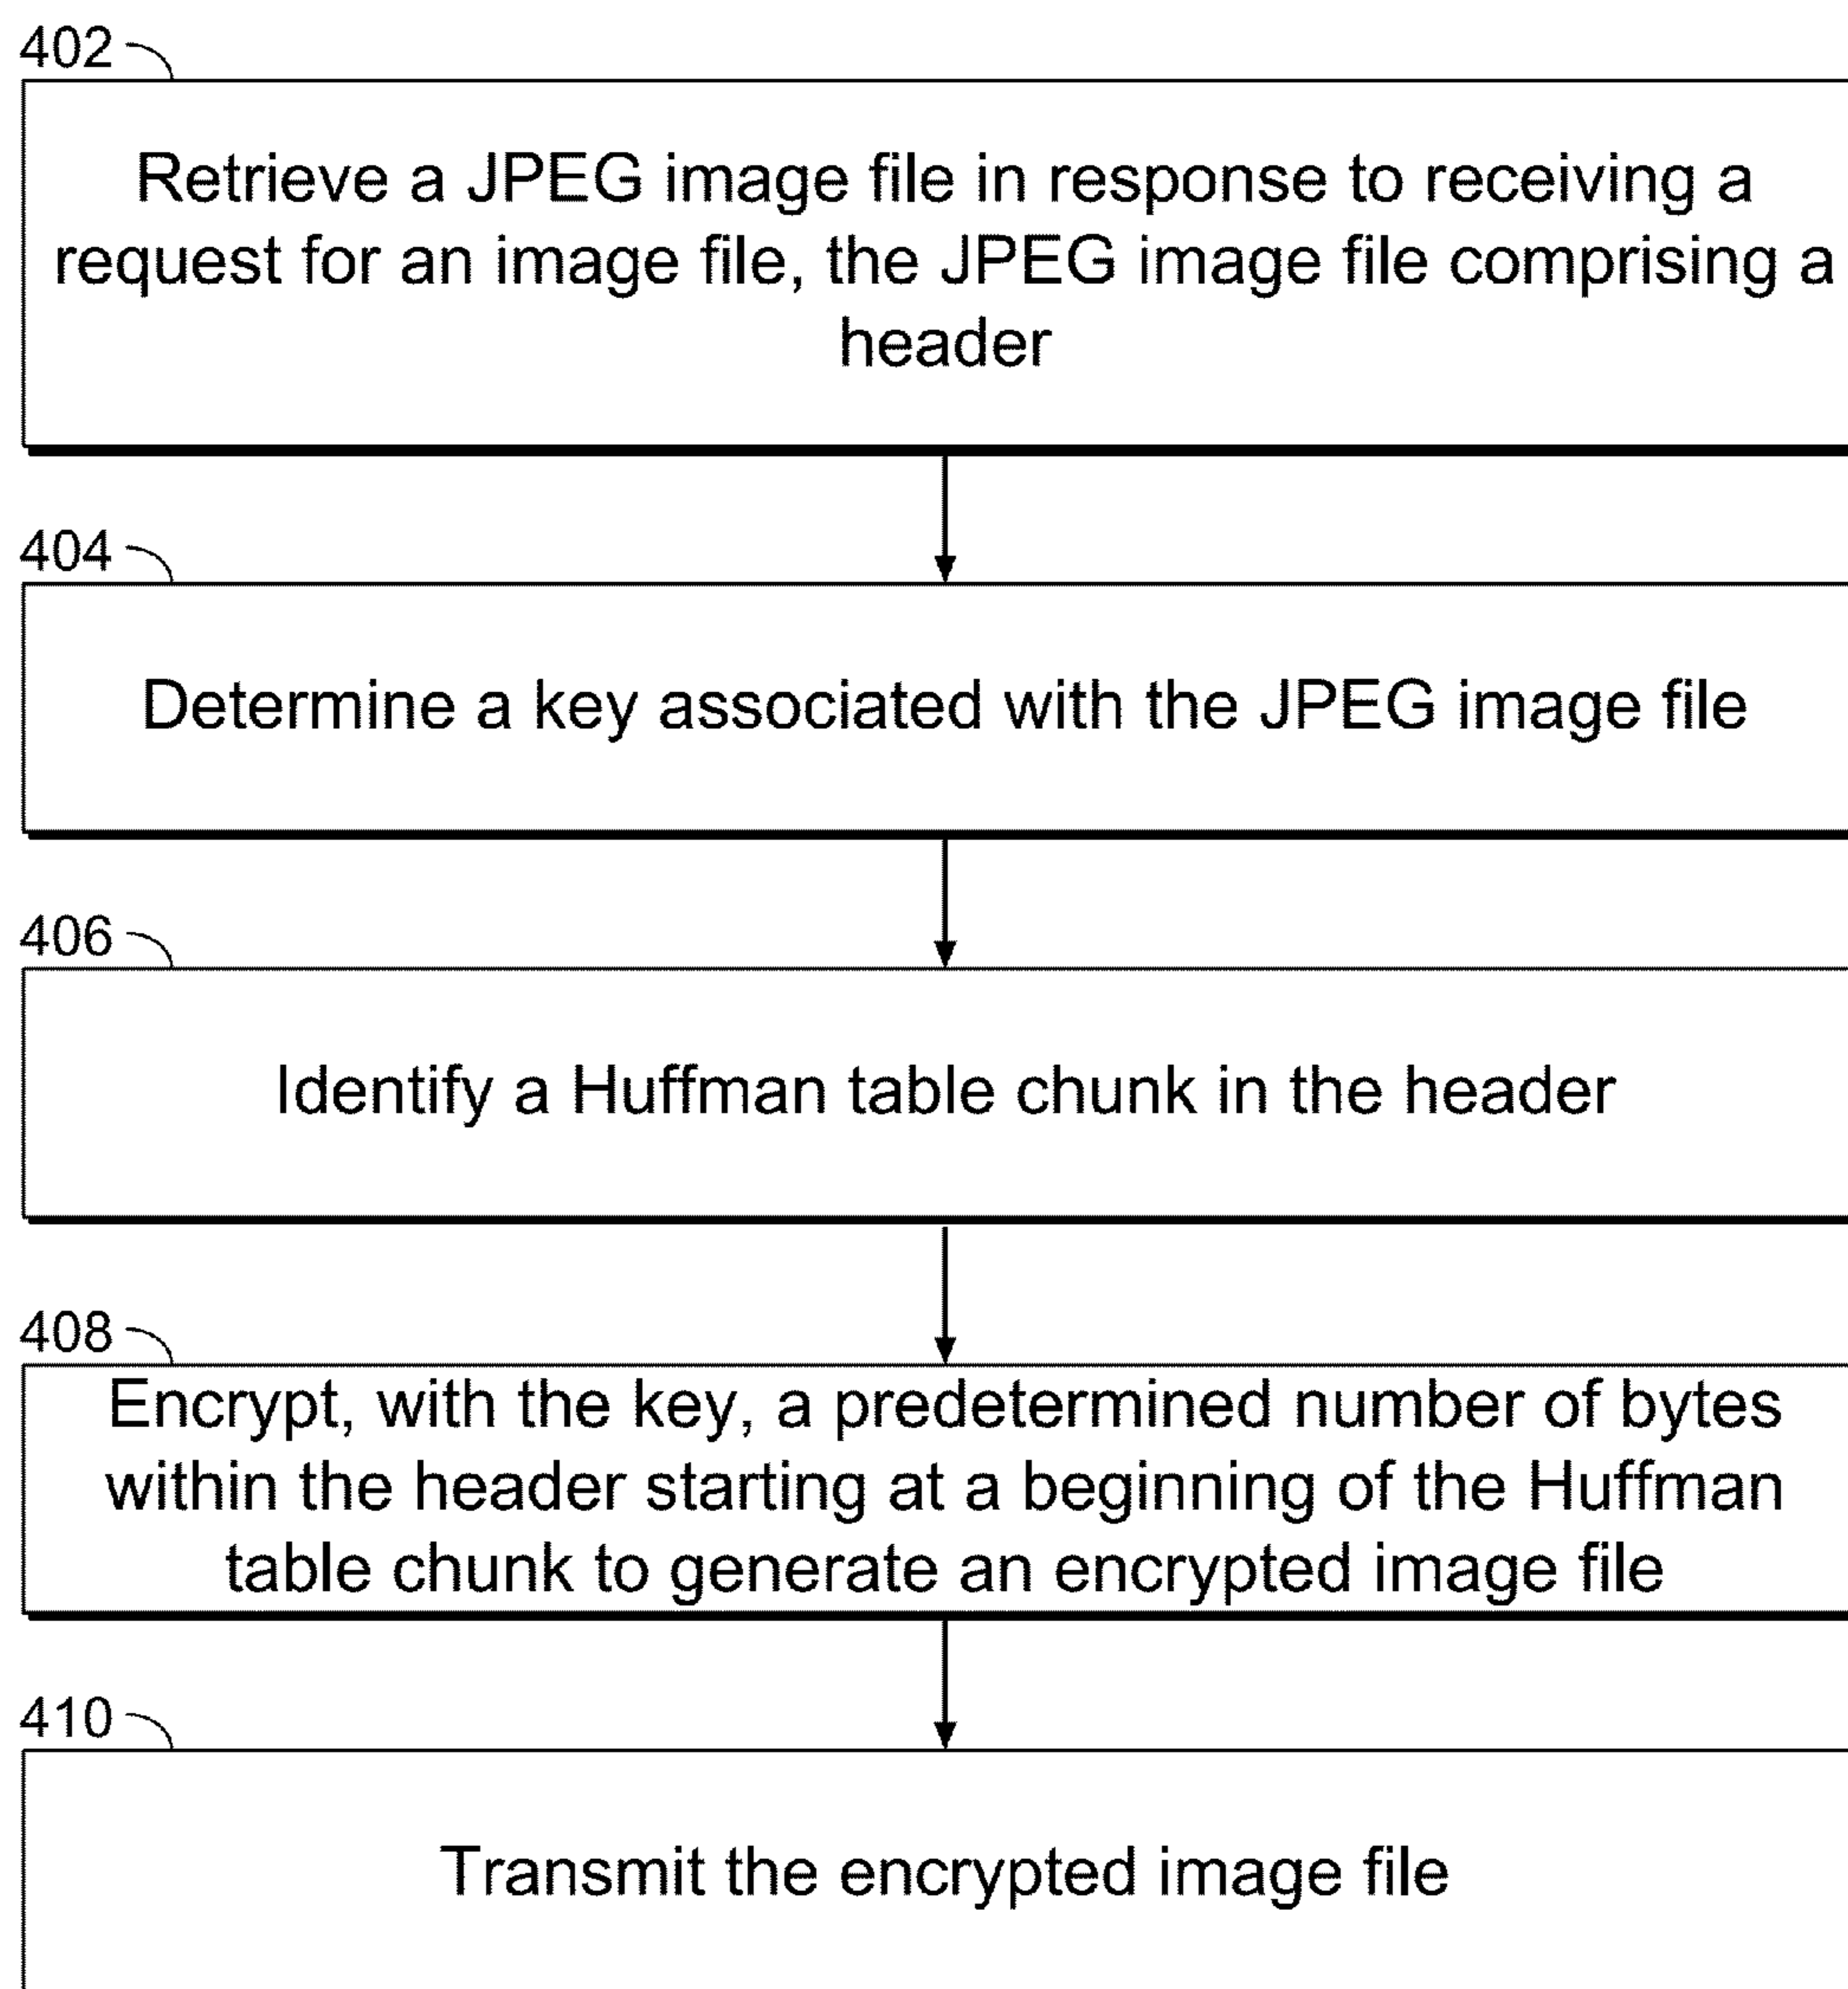 402
Retrieve a JPEG image file in response to receiving a
request for an image file, the JPEG image file comprising a
header
404
Determine a key associated with the JPEG image file
406
Identify a Huffman table chunk in the header
408
Encrypt, with the key, a predetermined number of bytes
within the header starting at a beginning of the Huffman
table chunk to generate an encrypted image file
410
Transmit the encrypted image file